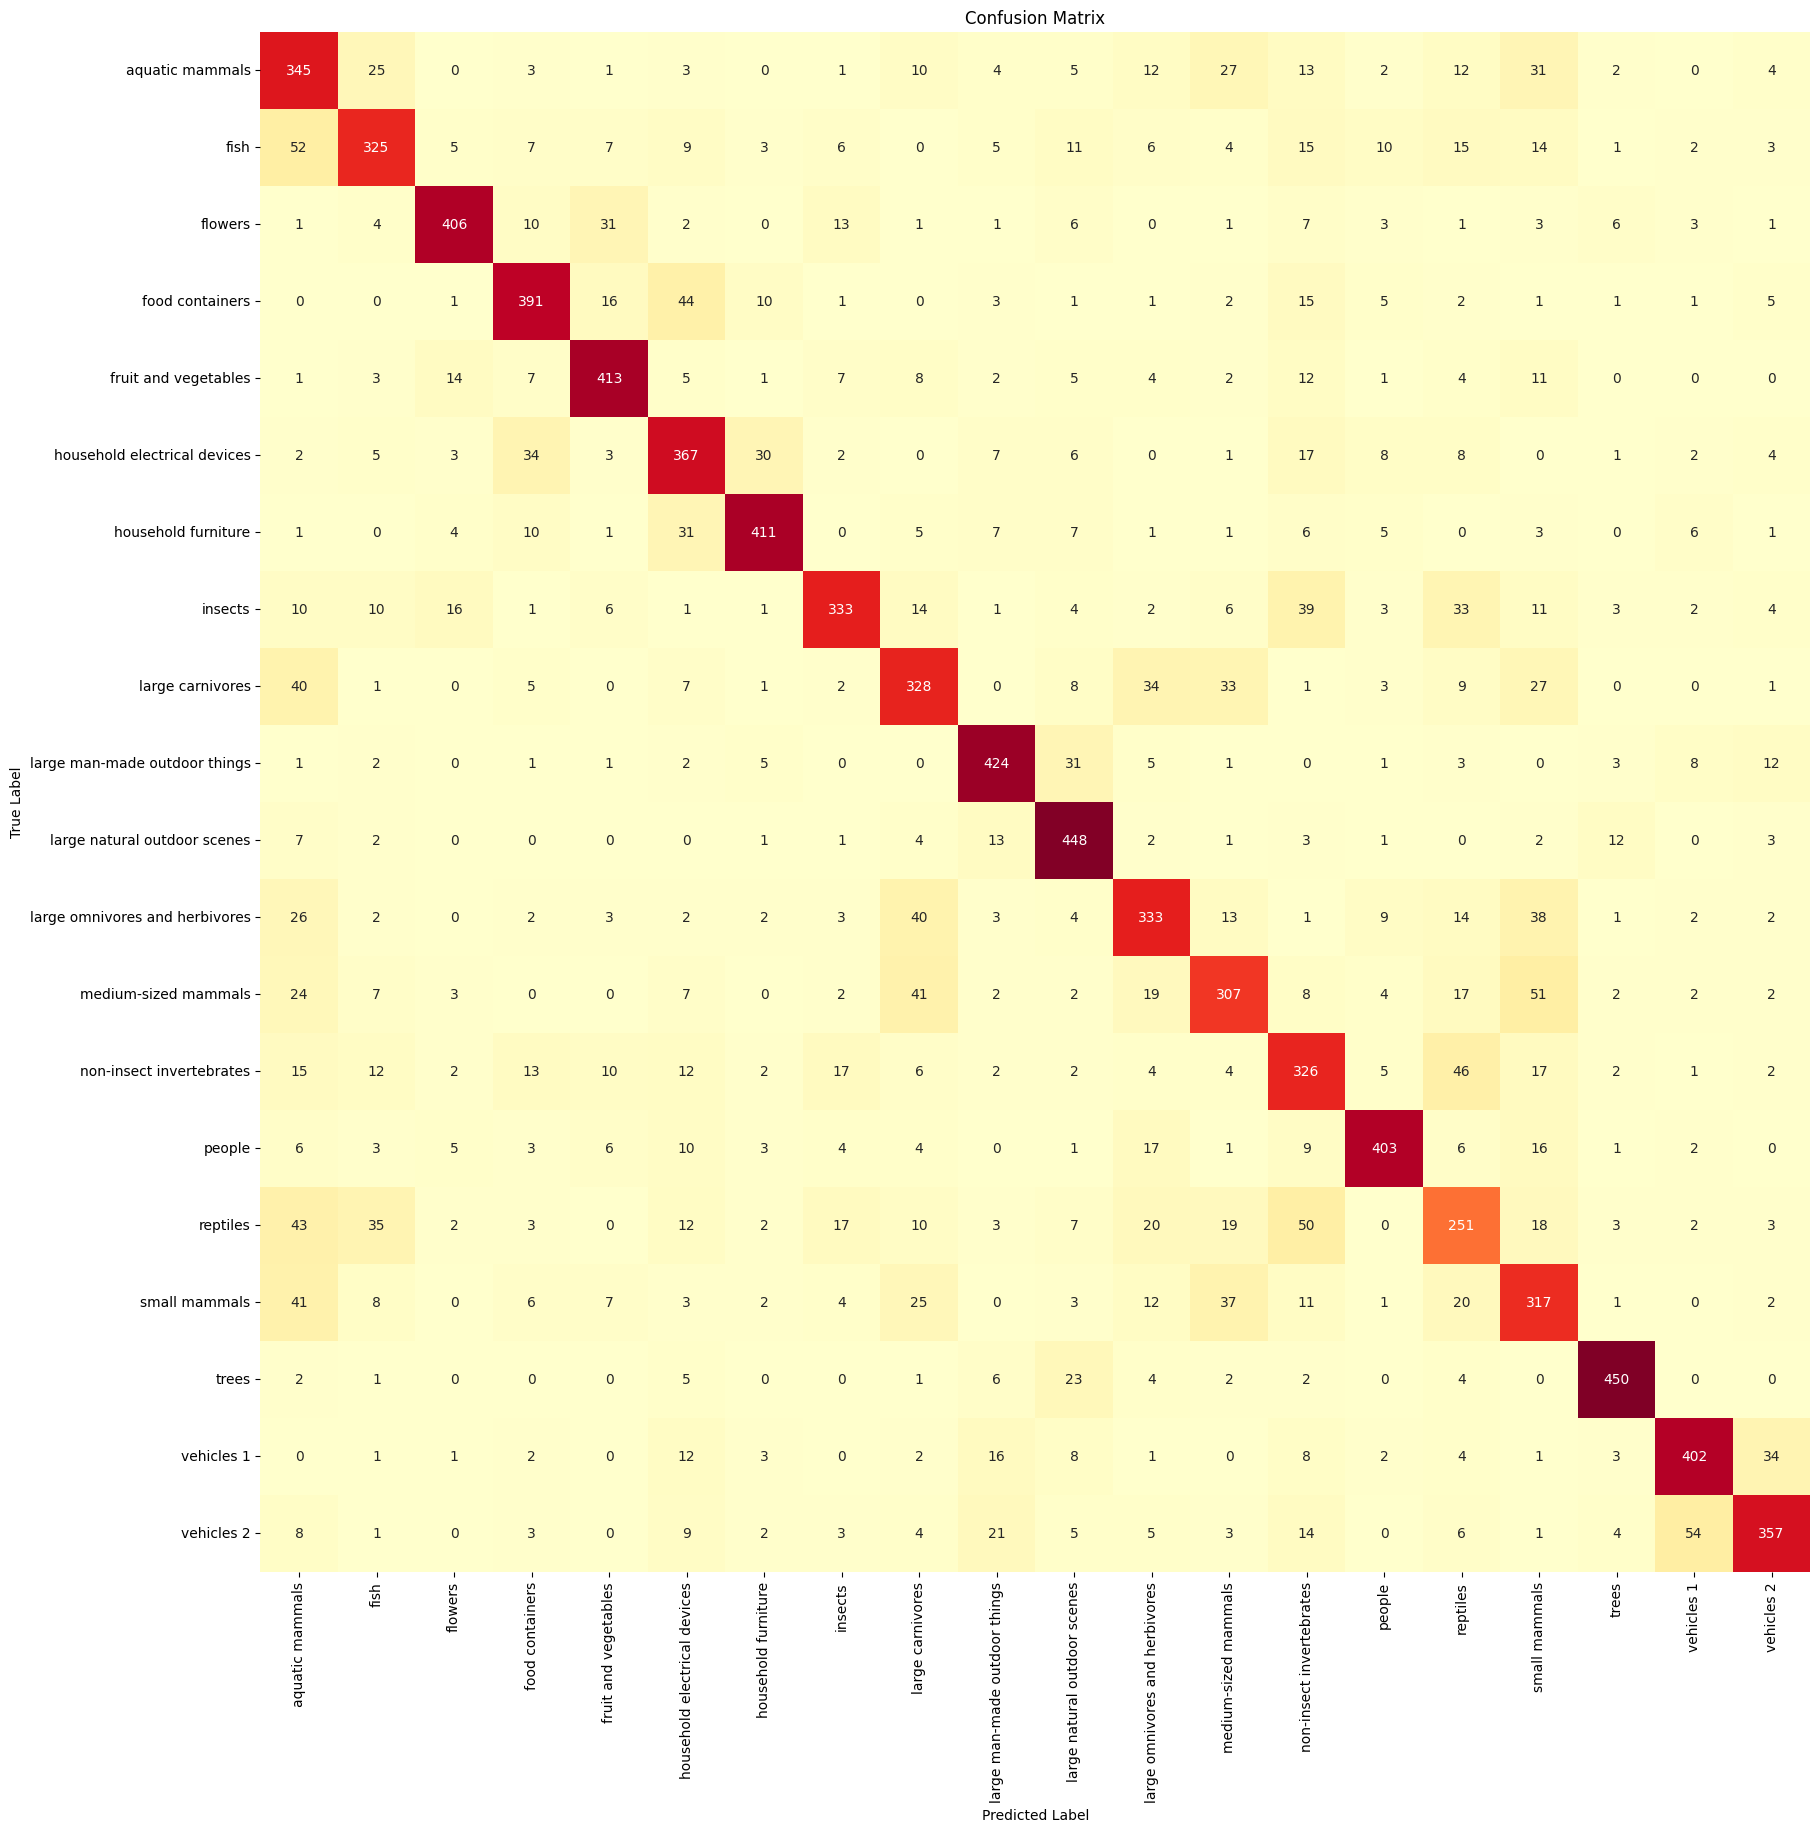 Confusion Matrix
True Label
aquatic mammals 345 25 0 3 1 3 0 1 10 4 5 12 27 13 2 12 31 2 0 4
fish 52 325 5 7 7 9 3 6 0 5 11 6 4 15 10 15 14 1 2 3
flowers 1 4 406 10 31 2 0 13 1 1 6 0 1 7 3 1 3 6 3 1
food containers 0 0 1 391 16 44 10 1 0 3 1 1 2 15 5 2 1 1 1 5
fruit and vegetables 1 3 14 7 413 5 1 7 8 2 5 4 2 12 1 4 11 0 0 0
household electrical devices 2 5 3 34 3 367 30 2 0 7 6 0 1 17 8 8 0 1 2 4
household furniture 1 0 4 10 1 31 411 0 5 7 7 1 1 6 5 0 3 0 6 1
insects 10 10 16 1 6 1 1 333 14 1 4 2 6 39 3 33 11 3 2 4
large carnivores 40 1 0 5 0 7 1 2 328 0 8 34 33 1 3 9 27 0 0 1
large man-made outdoor things 1 2 0 1 1 2 5 0 0 424 31 5 1 0 1 3 0 3 8 12
large natural outdoor scenes 7 2 0 0 0 0 1 1 4 13 448 2 1 3 1 0 2 12 0 3
large omnivores and herbivores 26 2 0 2 3 2 2 3 40 3 4 333 13 1 9 14 38 1 2 2
medium-sized mammals 24 7 3 0 0 7 0 2 41 2 2 19 307 8 4 17 51 2 2 2
non-insect invertebrates 15 12 2 13 10 12 2 17 6 2 2 4 4 326 5 46 17 2 1 2
people 6 3 5 3 6 10 3 4 4 0 1 17 1 9 403 6 16 1 2 0
reptiles 43 35 2 3 0 12 2 17 10 3 7 20 19 50 0 251 18 3 2 3
small mammals 41 8 0 6 7 3 2 4 25 0 3 12 37 11 1 20 317 1 0 2
trees 2 1 0 0 0 5 0 0 1 6 23 4 2 2 0 4 0 450 0 0
vehicles 1 0 1 1 2 0 12 3 0 2 16 8 1 0 8 2 4 1 3 402 34
vehicles 2 8 1 0 3 0 9 2 3 4 21 5 5 3 14 0 6 1 4 54 357
aquatic mammals
fish
flowers
food containers
fruit and vegetables
household electrical devices
household furniture
insects
large carnivores
large man-made outdoor things
large natural outdoor scenes
large omnivores and herbivores
medium-sized mammals
non-insect invertebrates
people
reptiles
small mammals
trees
vehicles 1
vehicles 2
Predicted Label